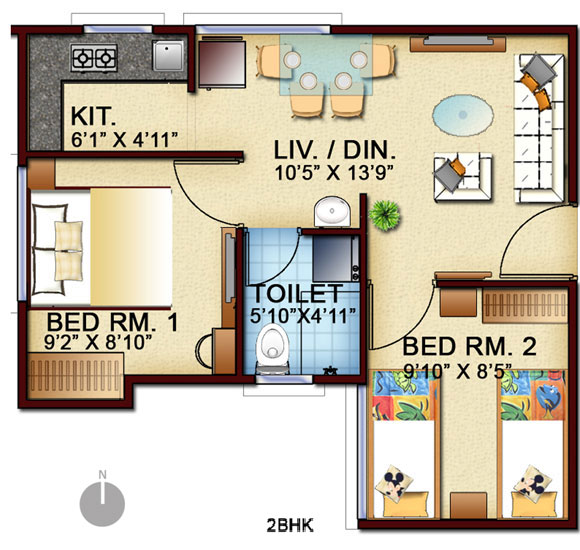 KIT.
6'1" X 4'11"
LIV. / DIN.
10'5" X 13'9"
TOILET
5'10"X4'11"
BED RM. 1
9'2" X 8'10"
BED RM. 2
9'10" X 8'5"
N
2BHK